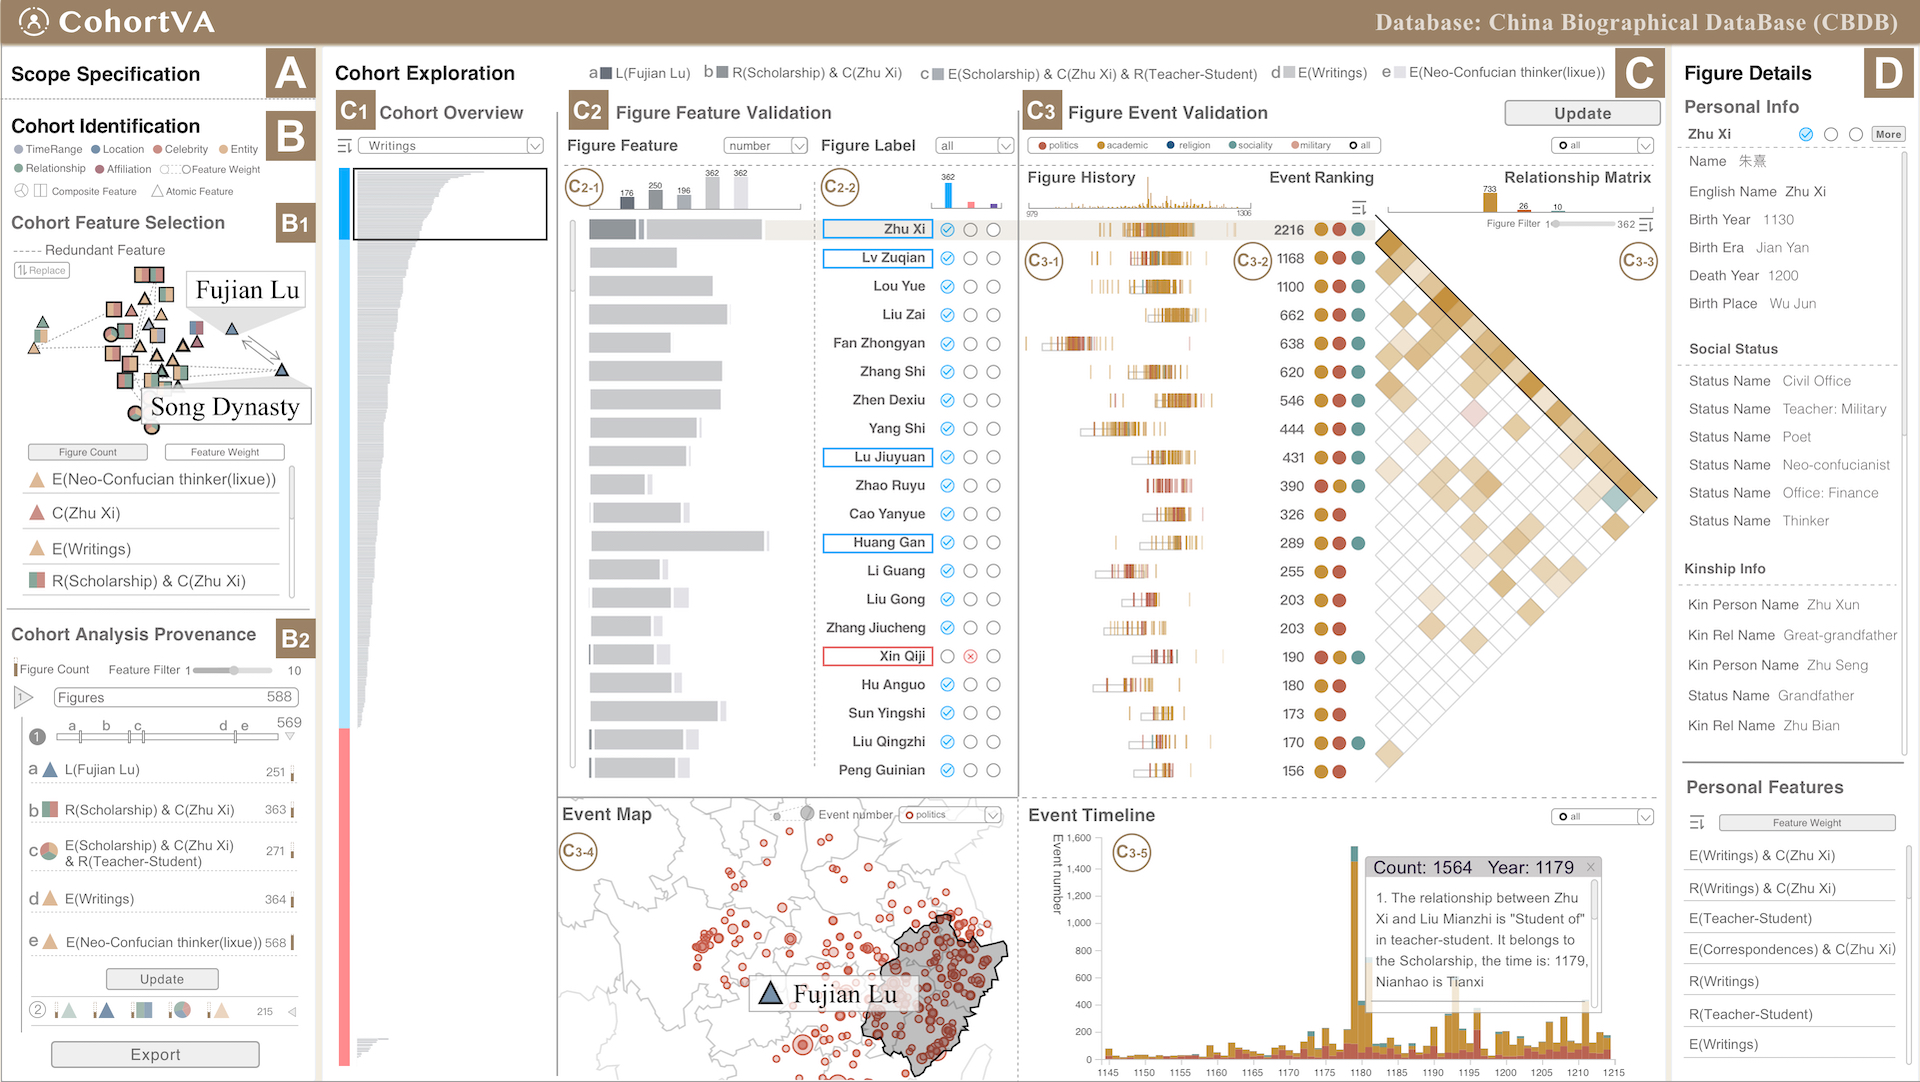 CohortVA
Database: China Biographical DataBase (CBDB)
Scope Specification
A
Cohort Identification
B
TimeRange Location Celebrity Entity
Relationship Affiliation Feature Weight
Composite Feature Atomic Feature
Cohort Feature Selection
B1
Redundant Feature
Replace
Fujian Lu
Song Dynasty
Figure Count Feature Weight
E(Neo-Confucian thinker(lixue))
C(Zhu Xi)
E(Writings)
R(Scholarship) & C(Zhu Xi)
Cohort Analysis Provenance
B2
Figure Count Feature Filter 1 10
1 Figures 588
1 a b c d e 569
a L(Fujian Lu) 251
b R(Scholarship) & C(Zhu Xi) 363
c E(Scholarship) & C(Zhu Xi)
& R(Teacher-Student) 271
d E(Writings) 364
e E(Neo-Confucian thinker(lixue)) 568
Update
2 215
Export
Cohort Exploration
a L(Fujian Lu) b R(Scholarship) & C(Zhu Xi) c E(Scholarship) & C(Zhu Xi) & R(Teacher-Student) d E(Writings) e E(Neo-Confucian thinker(lixue))
C
C1 Cohort Overview
Writings
C2 Figure Feature Validation
Figure Feature number Figure Label all
C2-1 176 250 196 362 362
C2-2 362
Zhu Xi
Lv Zuqian
Lou Yue
Liu Zai
Fan Zhongyan
Zhang Shi
Zhen Dexiu
Yang Shi
Lu Jiuyuan
Zhao Ruyu
Cao Yanyue
Huang Gan
Li Guang
Liu Gong
Zhang Jiucheng
Xin Qiji
Hu Anguo
Sun Yingshi
Liu Qingzhi
Peng Guinian
C3 Figure Event Validation
Update
politics academic religion sociality military all
all
Figure History Event Ranking Relationship Matrix
979 1306
733 26 10
Figure Filter 1 362
C3-1 C3-2 C3-3
2216
1168
1100
662
638
620
546
444
431
390
326
289
255
203
203
190
180
173
170
156
Event Map
Event number politics
C3-4
Fujian Lu
Event Timeline
all
C3-5
Event number
1,600
1,400
1,200
1,000
800
600
400
200
0
1145 1150 1155 1160 1165 1170 1175 1180 1185 1190 1195 1200 1205 1210 1215
Count: 1564 Year: 1179 X
1. The relationship between Zhu
Xi and Liu Mianzhi is "Student of"
in teacher-student. It belongs to
the Scholarship, the time is: 1179,
Nianhao is Tianxi
Figure Details
D
Personal Info
Zhu Xi More
Name 朱熹
English Name Zhu Xi
Birth Year 1130
Birth Era Jian Yan
Death Year 1200
Birth Place Wu Jun
Social Status
Status Name Civil Office
Status Name Teacher: Military
Status Name Poet
Status Name Neo-confucianist
Status Name Office: Finance
Status Name Thinker
Kinship Info
Kin Person Name Zhu Xun
Kin Rel Name Great-grandfather
Kin Person Name Zhu Seng
Status Name Grandfather
Kin Rel Name Zhu Bian
Personal Features
Feature Weight
E(Writings) & C(Zhu Xi)
R(Writings) & C(Zhu Xi)
E(Teacher-Student)
E(Correspondences) & C(Zhu Xi)
R(Writings)
R(Teacher-Student)
E(Writings)